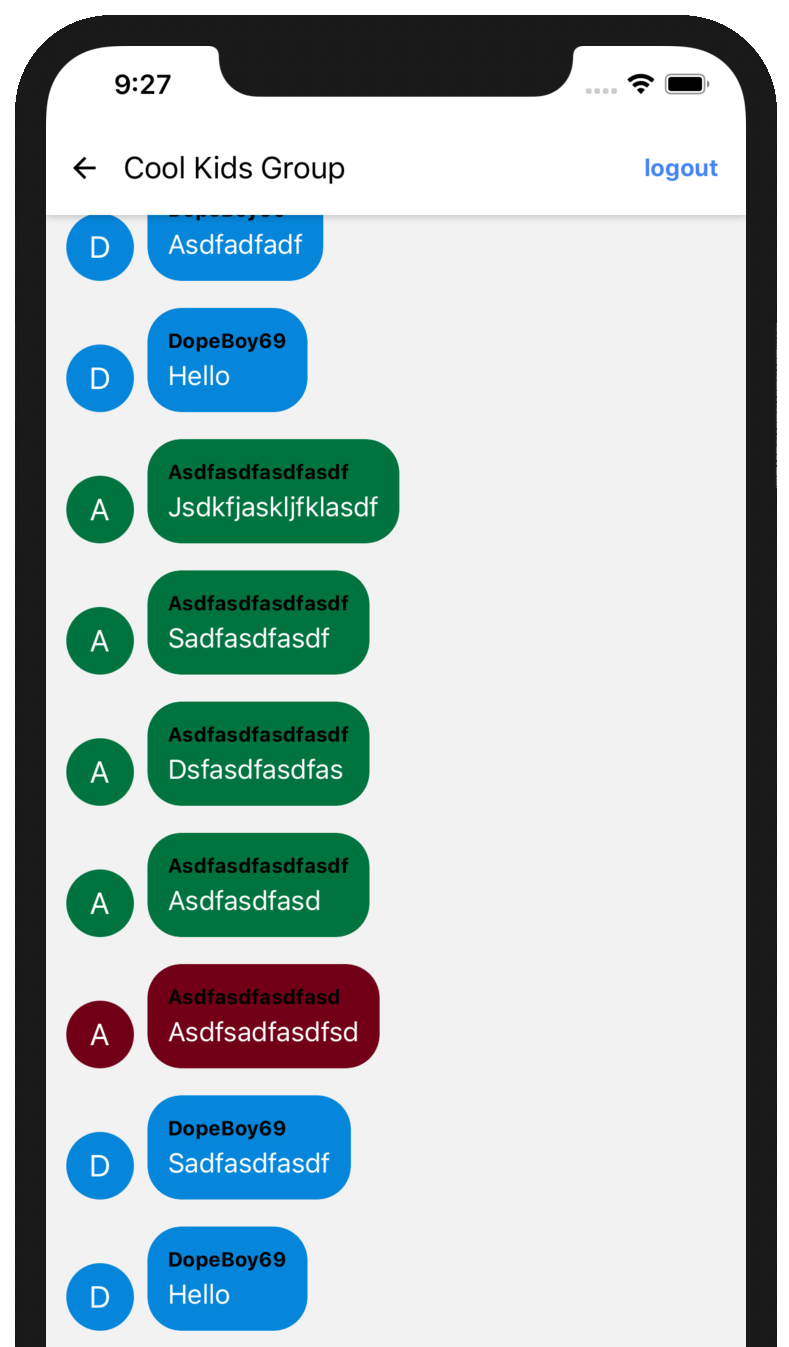 9:27
Cool Kids Group
logout
D
Asdfadfadf
DopeBoy69
D
Hello
Asdfasdfasdfasdf
A
Jsdkfjaskljfklasdf
Asdfasdfasdfasdf
A
Sadfasdfasdf
Asdfasdfasdfasdf
A
Dsfasdfasdfas
Asdfasdfasdfasdf
A
Asdfasdfasd
Asdfasdfasdfasd
A
Asdfsadfasdfsd
DopeBoy69
D
Sadfasdfasdf
DopeBoy69
D
Hello